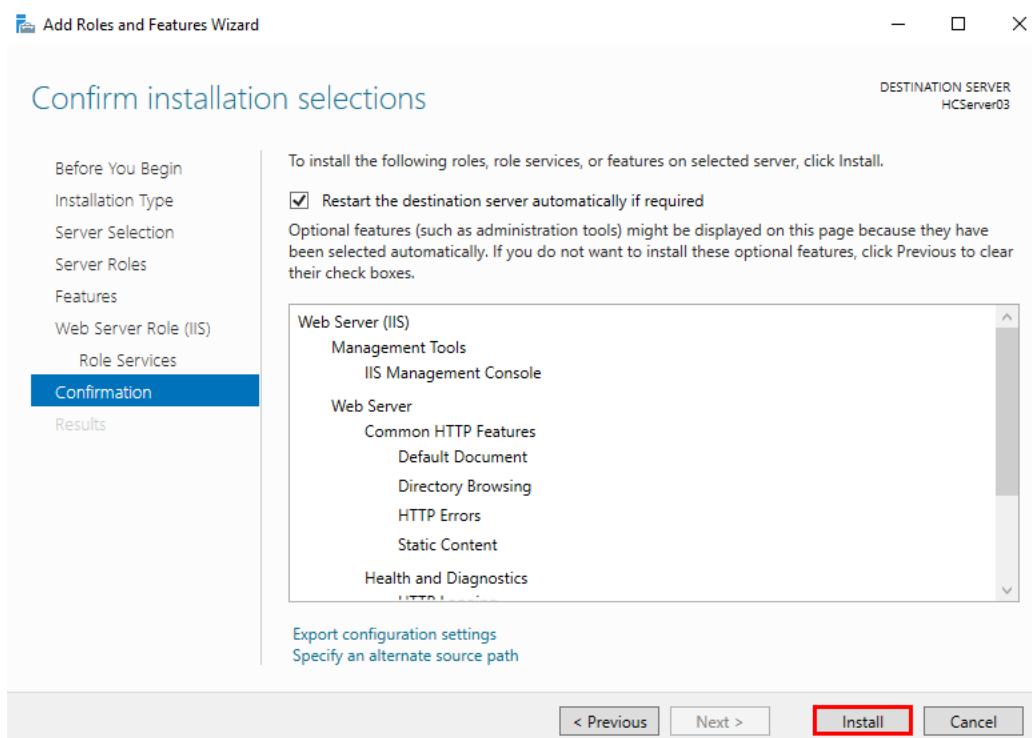 Add Roles and Features Wizard
Confirm installation selections
DESTINATION SERVER
HCServer03
Before You Begin
Installation Type
Server Selection
Server Roles
Features
Web Server Role (IIS)
Role Services
Confirmation
Results
To install the following roles, role services, or features on selected server, click Install.
Restart the destination server automatically if required
Optional features (such as administration tools) might be displayed on this page because they have
been selected automatically. If you do not want to install these optional features, click Previous to clear
their check boxes.
Web Server (IIS)
Management Tools
IIS Management Console
Web Server
Common HTTP Features
Default Document
Directory Browsing
HTTP Errors
Static Content
Health and Diagnostics
Export configuration settings
Specify an alternate source path
< Previous
Next >
Install
Cancel